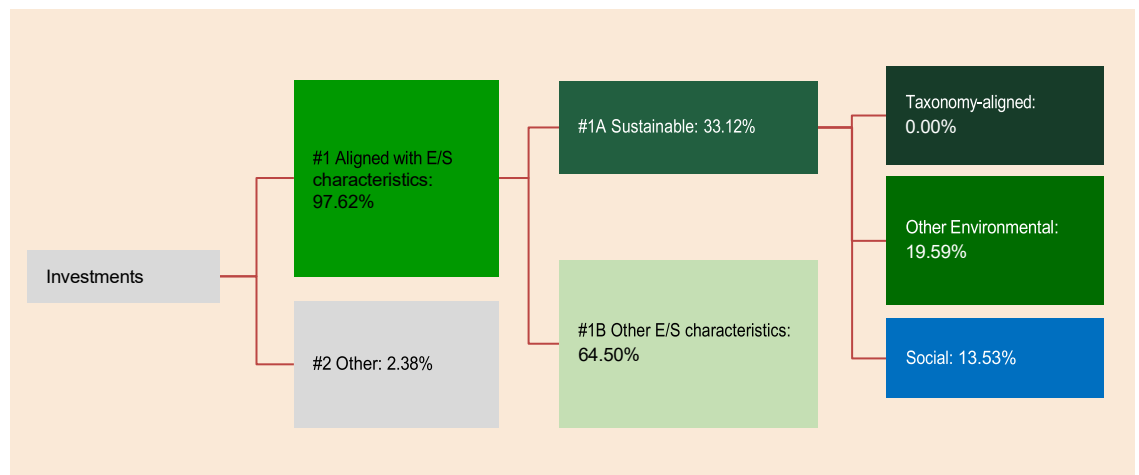 Investments
#1 Aligned with E/S
characteristics:
97.62%
#2 Other: 2.38%
#1A Sustainable: 33.12%
#1B Other E/S characteristics:
64.50%
Taxonomy-aligned:
0.00%
Other Environmental:
19.59%
Social: 13.53%